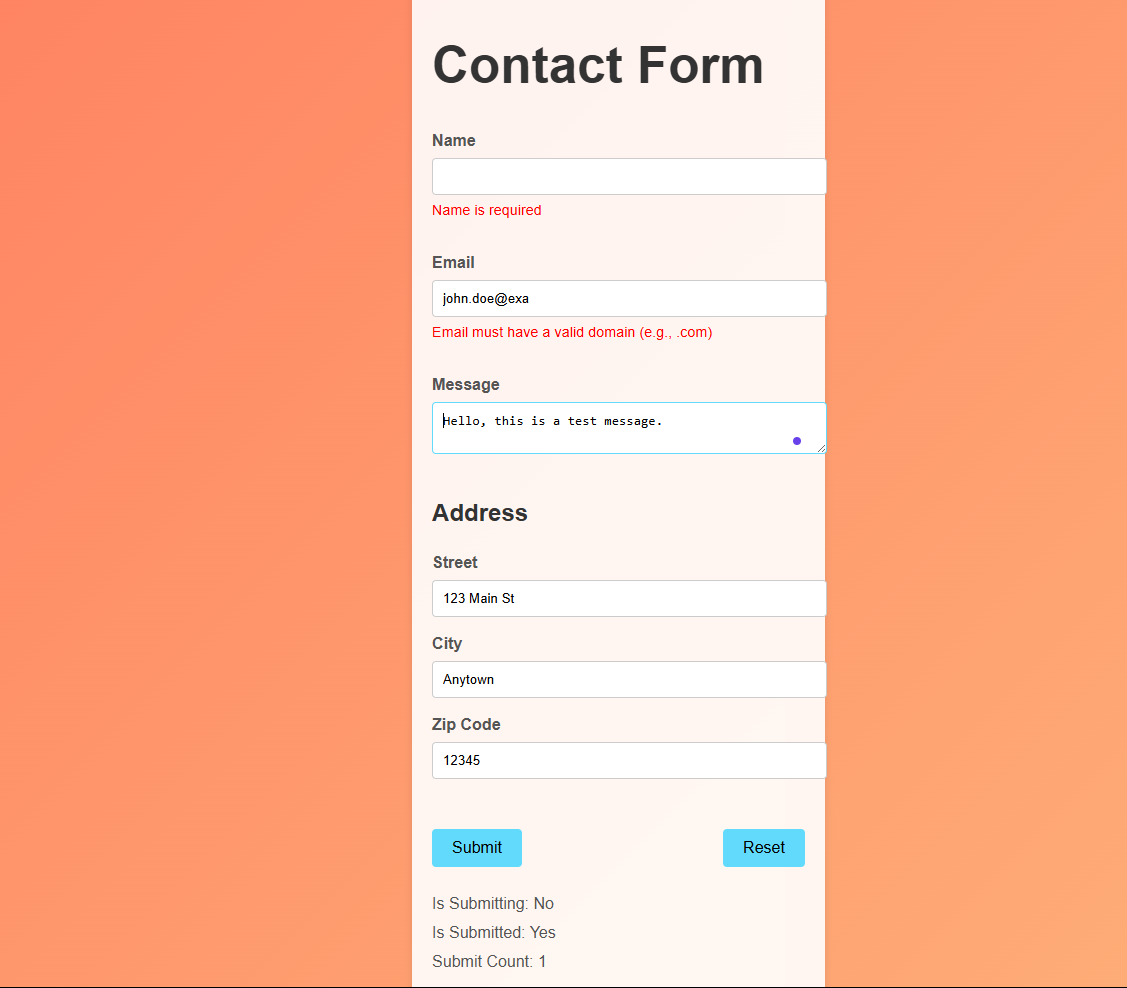 Contact Form
Name
Name is required
Email
john.doe@exa
Email must have a valid domain (e.g., .com)
Message
Hello, this is a test message.
Address
Street
123 Main St
City
Anytown
Zip Code
12345
Submit
Reset
Is Submitting: No
Is Submitted: Yes
Submit Count: 1